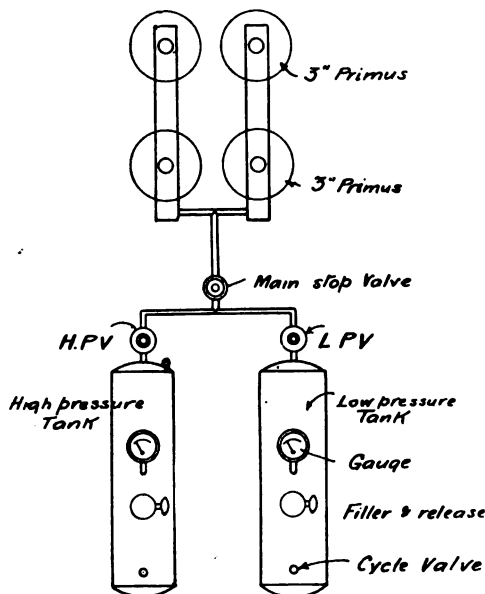 3" Primus
3" Primus
Main stop Valve
H.PV
L PV
High pressure
Tank
Low pressure
Tank
Gauge
Filler & release
Cycle Valve